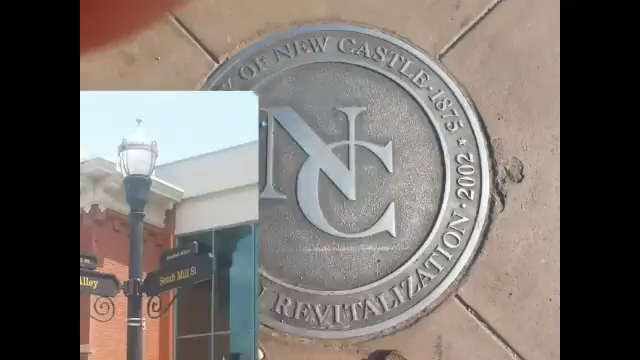 Y OF NEW CASTLE · 1875 * 2002 ·
REVITALIZATION
NC
South Mill St
Alley